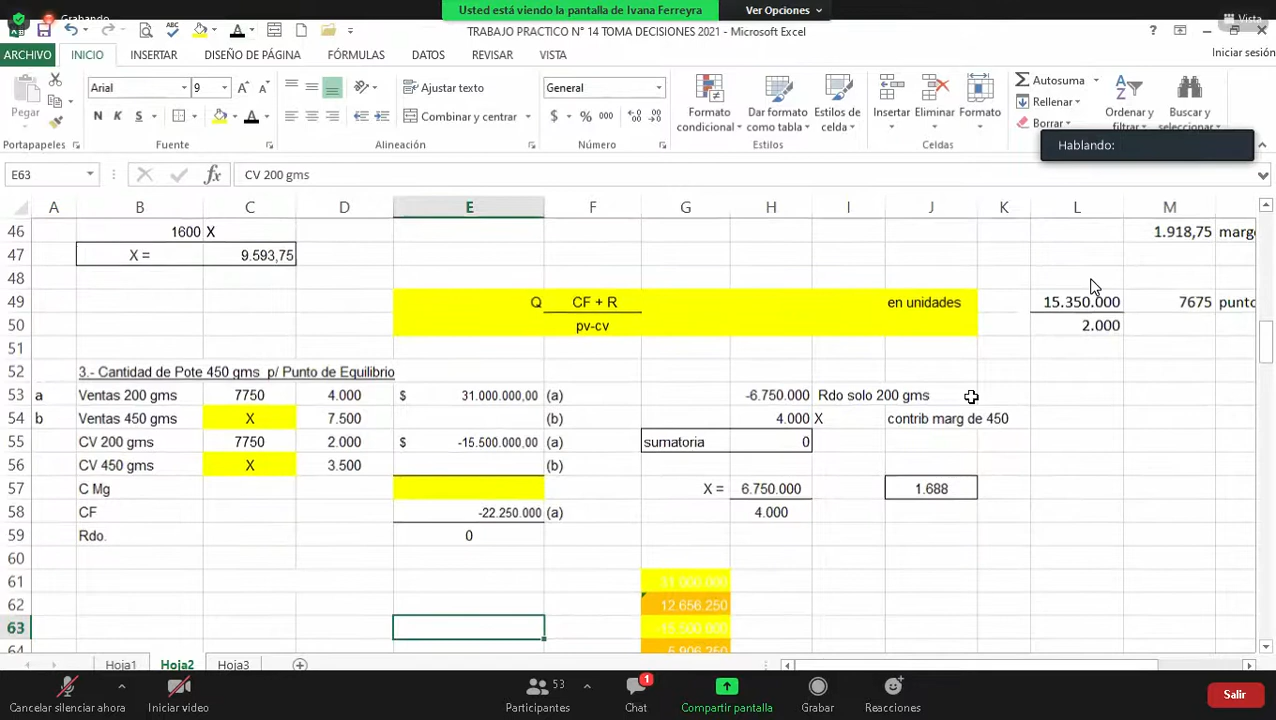 Grabando
Usted está viendo la pantalla de Ivana Ferreyra
Ver Opciones
Vista
TRABAJO PRACTICO N° 14 TOMA DECISIONES 2021 - Microsoft Excel
ARCHIVO INICIO INSERTAR DISEÑO DE PÁGINA FÓRMULAS DATOS REVISAR VISTA
Iniciar sesión
Pegar
Arial 9
N K S
Ajustar texto
Combinar y centrar
General
$ % 000
Formato condicional
Dar formato como tabla
Estilos de celda
Insertar Eliminar Formato
Autosuma
Rellenar
Borrar
Ordenar y filtrar
Buscar y seleccionar
Portapapeles Fuente Alineación Número Estilos Celdas
Hablando:
E63 fx CV 200 gms
A B C D E F G H I J K L M
46 1600 X 1.918,75 marg
47 X = 9.593,75
48
49 Q CF + R en unidades 15.350.000 7675 punto
50 pv-cv 2.000
51
52 3.- Cantidad de Pote 450 gms p/ Punto de Equilibrio
53 a Ventas 200 gms 7750 4.000 $ 31.000.000,00 (a) -6.750.000 Rdo solo 200 gms
54 b Ventas 450 gms X 7.500 (b) 4.000 X contrib marg de 450
55 CV 200 gms 7750 2.000 $ -15.500.000,00 (a) sumatoria 0
56 CV 450 gms X 3.500 (b)
57 C Mg X = 6.750.000 1.688
58 CF -22.250.000 (a) 4.000
59 Rdo. 0
60
61 31.000.000
62 12.656.250
63 15.500.000
64 5.906.250
Hoja1 Hoja2 Hoja3
53
1
Cancelar silenciar ahora Iniciar video Participantes Chat Compartir pantalla Grabar Reacciones Salir